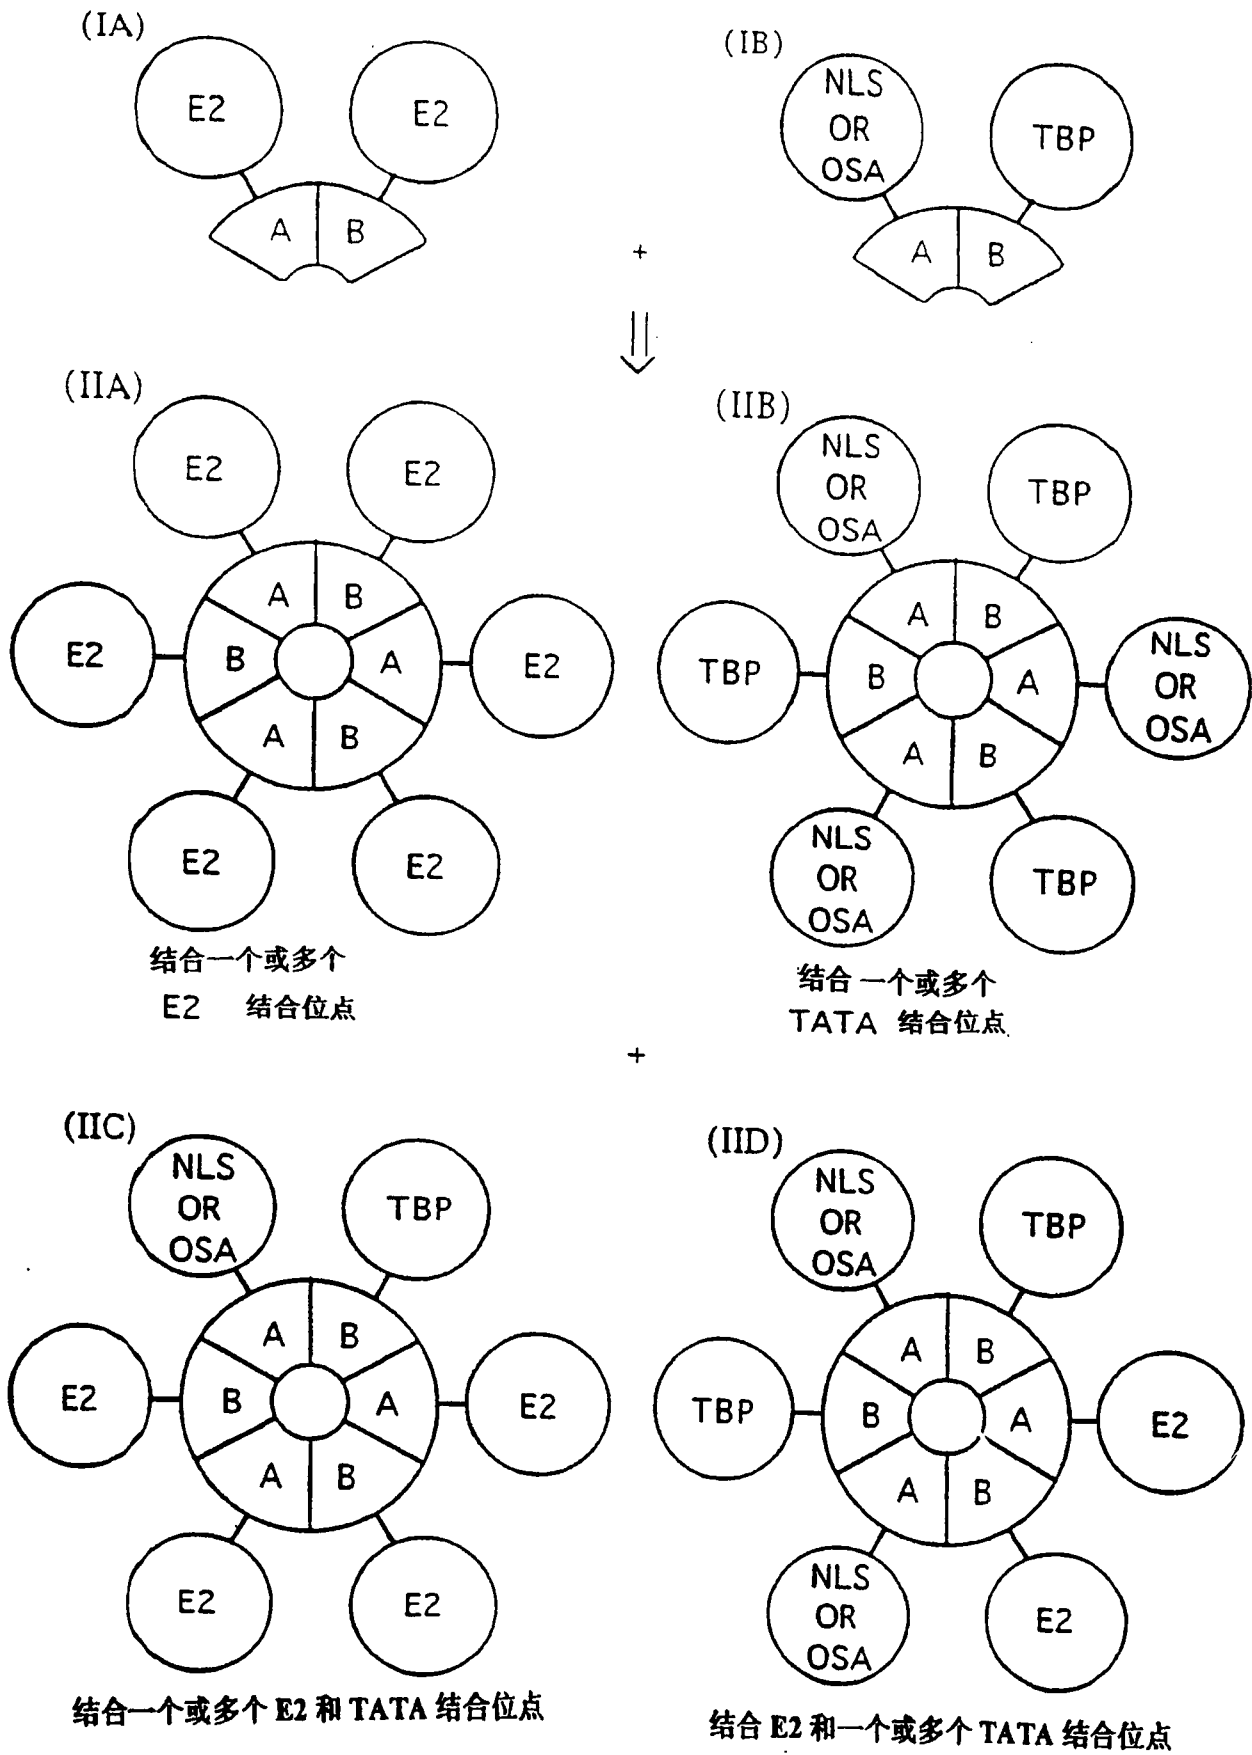 (IA)
E2
E2
A
B
(IB)
NLS
OR
OSA
TBP
A
B
+
(IIA)
E2
E2
A
B
E2
B
A
E2
A
B
E2
E2
结合一个或多个
E2 结合位点
(IIB)
NLS
OR
OSA
TBP
A
B
TBP
B
A
NLS
OR
OSA
A
B
NLS
OR
OSA
TBP
结合一个或多个
TATA 结合位点
+
(IIC)
NLS
OR
OSA
TBP
A
B
E2
B
A
E2
A
B
E2
E2
结合一个或多个 E2 和 TATA 结合位点
(IID)
NLS
OR
OSA
TBP
A
B
TBP
B
A
E2
A
B
NLS
OR
OSA
E2
结合 E2 和一个或多个 TATA 结合位点